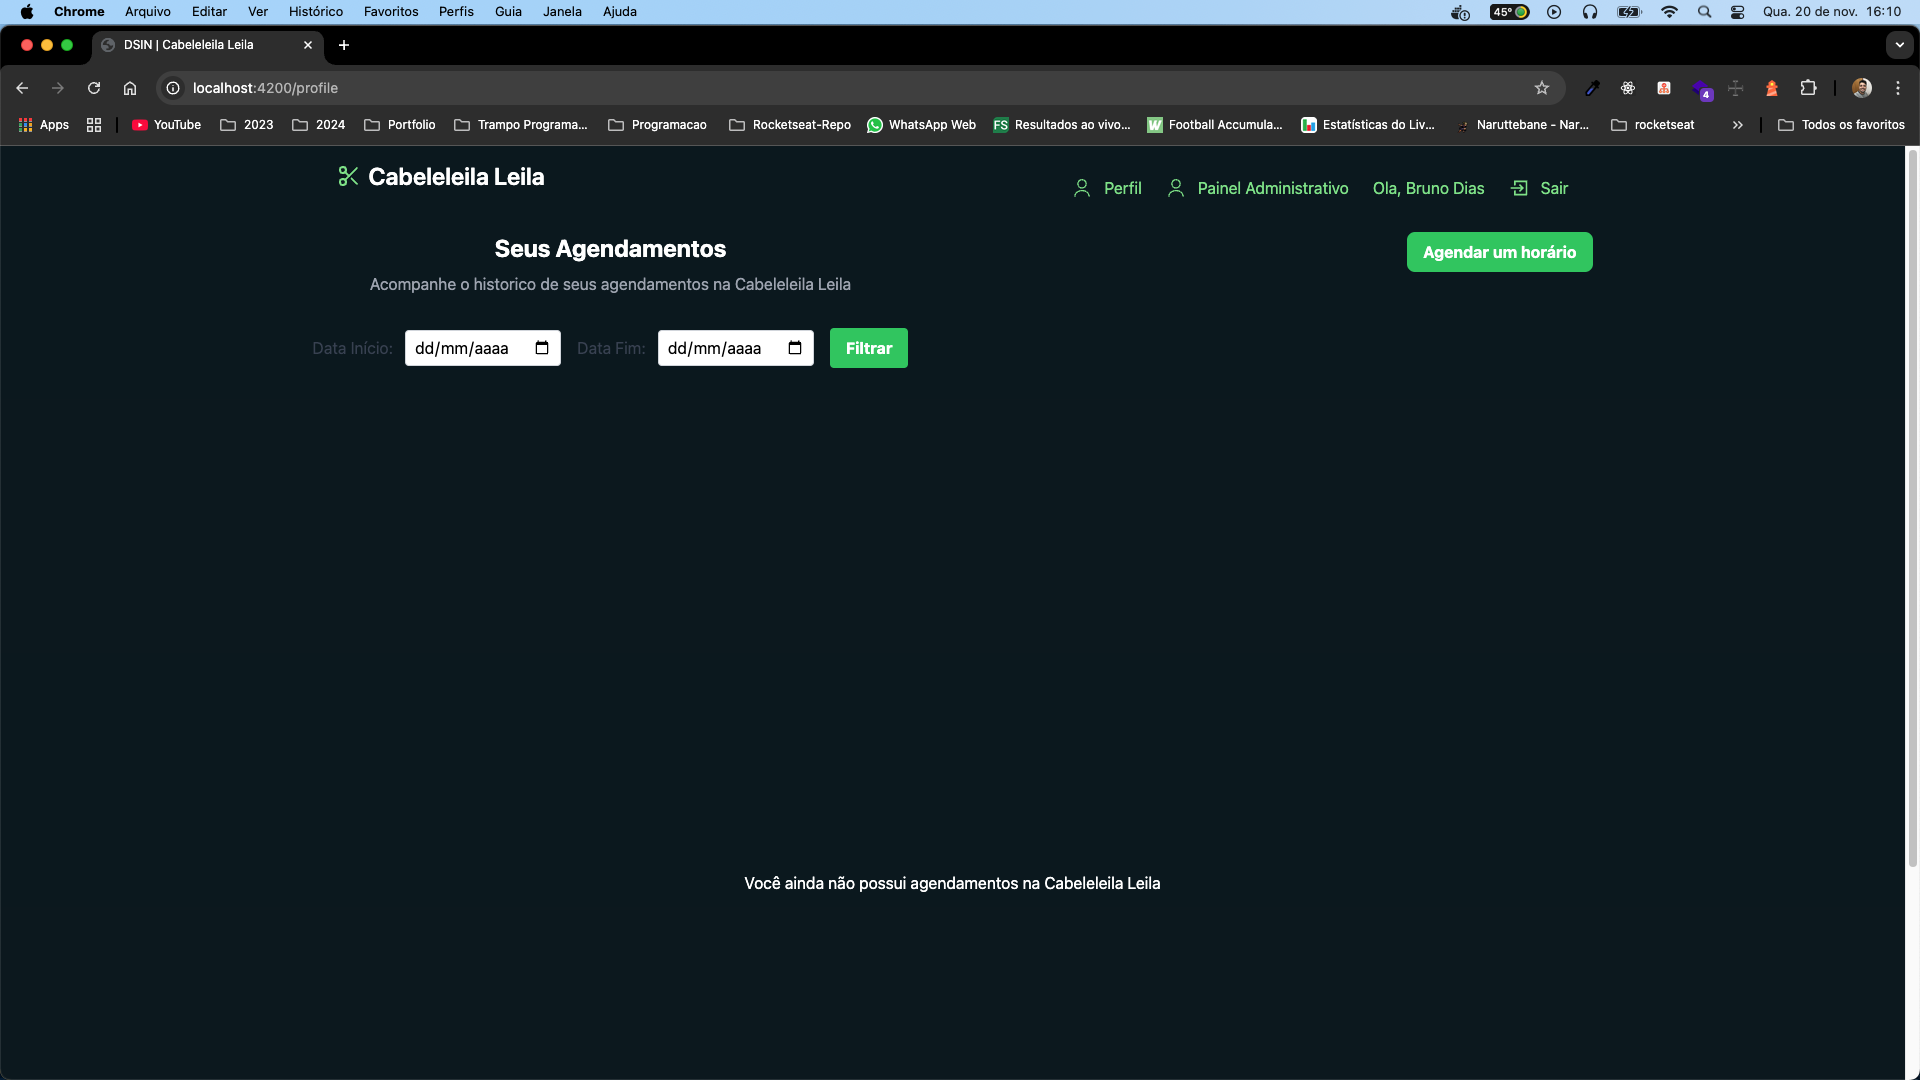 Chrome Arquivo Editar Ver Histórico Favoritos Perfis Guia Janela Ajuda 45° Qua. 20 de nov. 16:10
DSIN | Cabeleleila Leila
localhost:4200/profile 4
Apps YouTube 2023 2024 Portfolio Trampo Programa... Programacao Rocketseat-Repo WhatsApp Web FS Resultados ao vivo... W Football Accumula... Estatísticas do Liv... Naruttebane - Nar... rocketseat Todos os favoritos
Cabeleleila Leila
Perfil Painel Administrativo Ola, Bruno Dias Sair
Seus Agendamentos Agendar um horário
Acompanhe o historico de seus agendamentos na Cabeleleila Leila
Data Início: dd/mm/aaaa Data Fim: dd/mm/aaaa Filtrar
Você ainda não possui agendamentos na Cabeleleila Leila